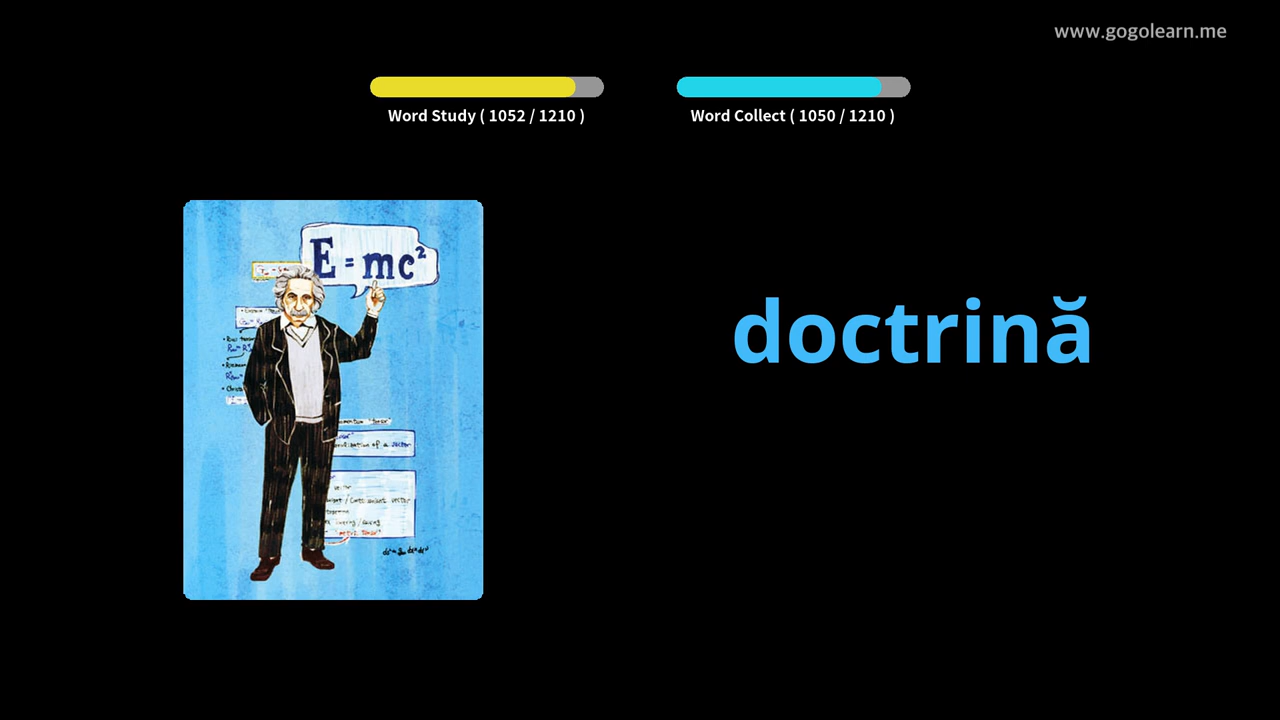 www.gogolearn.me
Word Study ( 1052 / 1210 )
Word Collect ( 1050 / 1210 )
E = mc²
doctrină